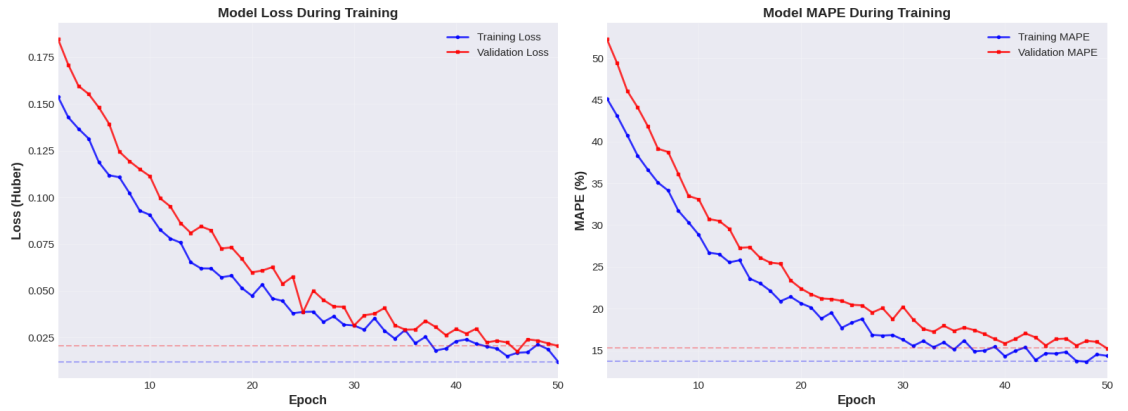 Model Loss During Training
Training Loss
Validation Loss
0.175
0.150
0.125
0.100
0.075
0.050
0.025
Loss (Huber)
10
20
30
40
50
Epoch
Model MAPE During Training
Training MAPE
Validation MAPE
50
45
40
35
30
25
20
15
MAPE (%)
10
20
30
40
50
Epoch